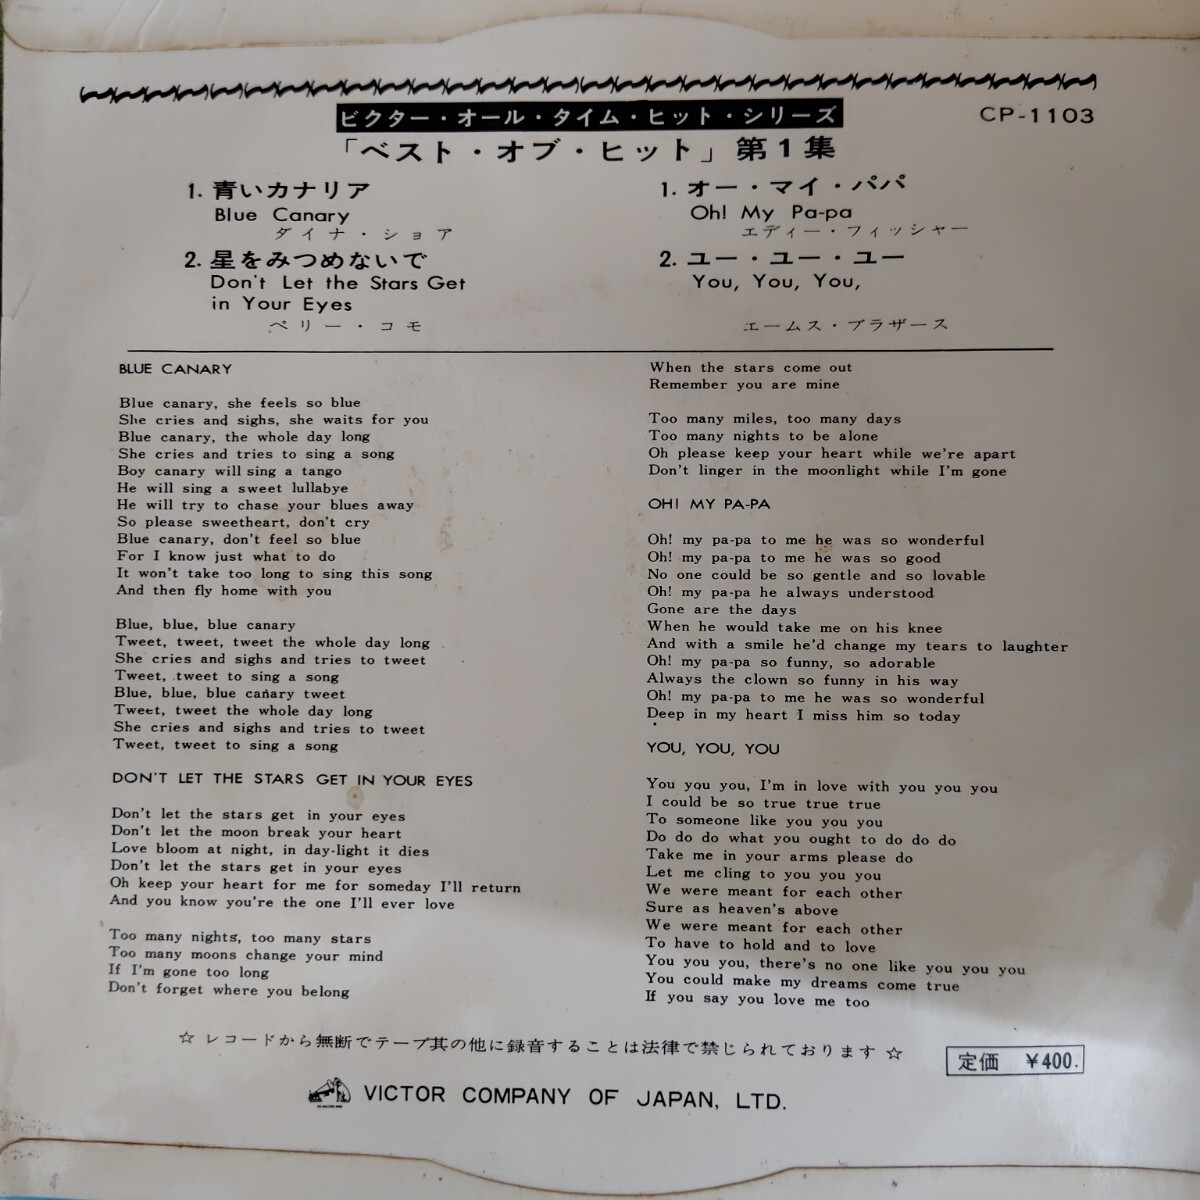 ビクター・オール・タイム・ヒット・シリーズ
CP-1103
「ベスト・オブ・ヒット」第1集
1. 青いカナリア
Blue Canary
ダイナ・ショア
2. 星をみつめないで
Don't Let the Stars Get
in Your Eyes
ペリー・コモ
1. オー・マイ・パパ
Oh! My Pa-pa
エディー・フィッシャー
2. ユー・ユー・ユー
You, You, You,
エームス・ブラザース
BLUE CANARY
Blue canary, she feels so blue
She cries and sighs, she waits for you
Blue canary, the whole day long
She cries and tries to sing a song
Boy canary will sing a tango
He will sing a sweet lullabye
He will try to chase your blues away
So please sweetheart, don't cry
Blue canary, don't feel so blue
For I know just what to do
It won't take too long to sing this song
And then fly home with you
Blue, blue, blue canary
Tweet, tweet, tweet the whole day long
She cries and sighs and tries to tweet
Tweet, tweet to sing a song
Blue, blue, blue canary tweet
Tweet, tweet the whole day long
She cries and sighs and tries to tweet
Tweet, tweet to sing a song
DON'T LET THE STARS GET IN YOUR EYES
Don't let the stars get in your eyes
Don't let the moon break your heart
Love bloom at night, in day-light it dies
Don't let the stars get in your eyes
Oh keep your heart for me for someday I'll return
And you know you're the one I'll ever love
Too many nights, too many stars
Too many moons change your mind
If I'm gone too long
Don't forget where you belong
When the stars come out
Remember you are mine
Too many miles, too many days
Too many nights to be alone
Oh please keep your heart while we're apart
Don't linger in the moonlight while I'm gone
OH! MY PA-PA
Oh! my pa-pa to me he was so wonderful
Oh! my pa-pa to me he was so good
No one could be so gentle and so lovable
Oh! my pa-pa he always understood
Gone are the days
When he would take me on his knee
And with a smile he'd change my tears to laughter
Oh! my pa-pa so funny, so adorable
Always the clown so funny in his way
Oh! my pa-pa to me he was so wonderful
Deep in my heart I miss him so today
YOU, YOU, YOU
You you you, I'm in love with you you you
I could be so true true true
To someone like you you you
Do do do what you ought to do do do
Take me in your arms please do
Let me cling to you you you
We were meant for each other
Sure as heaven's above
We were meant for each other
To have to hold and to love
You you you, there's no one like you you you
You could make my dreams come true
If you say you love me too
☆ レコードから無断でテープ其の他に録音することは法律で禁じられております ☆
定価 ¥400.
VICTOR COMPANY OF JAPAN, LTD.